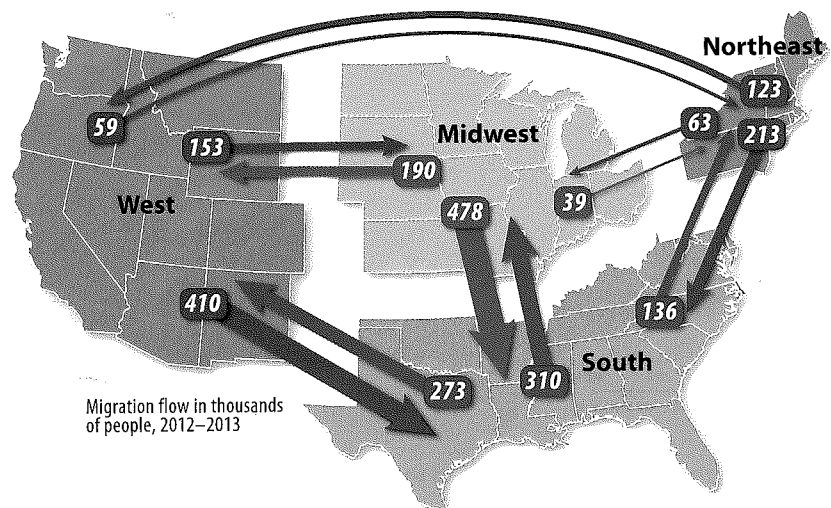 Northeast
123
59
63
213
Midwest
153
190
West
39
478
410
136
South
273
310
Migration flow in thousands
of people, 2012–2013